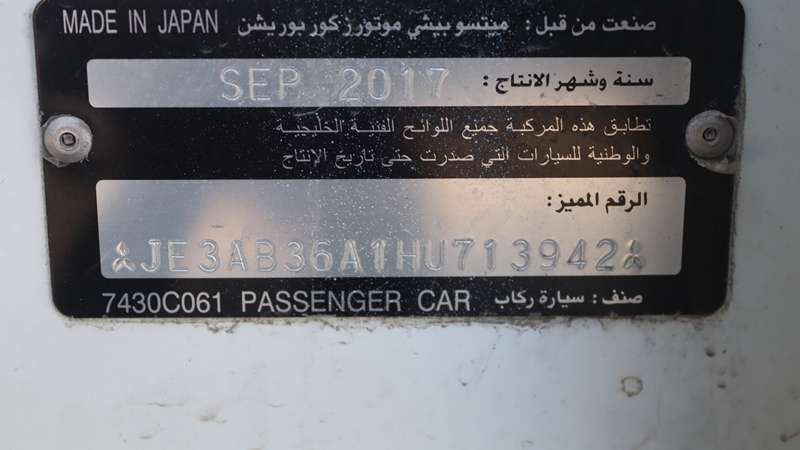 صنعت من قبل: ميتسوبيشي موتورز كوربوريشن MADE IN JAPAN
سنة وشهر الانتاج: SEP 2017
تطابق هذه المركبة جميع اللوائح الفنية الخليجية
والوطنية للسيارات التي صدرت حتى تاريخ الإنتاج
الرقم المميز:
JE3AB36A1HU713942
صنف: سيارة ركاب 7430C061 PASSENGER CAR